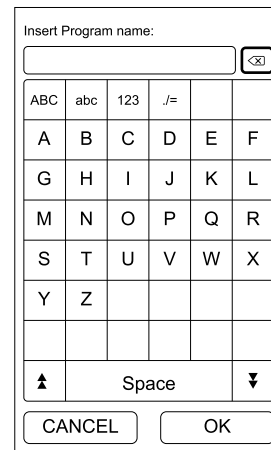 Insert Program name:
ABC abc 123 ./=
A B C D E F
G H I J K L
M N O P Q R
S T U V W X
Y Z
Space
CANCEL OK